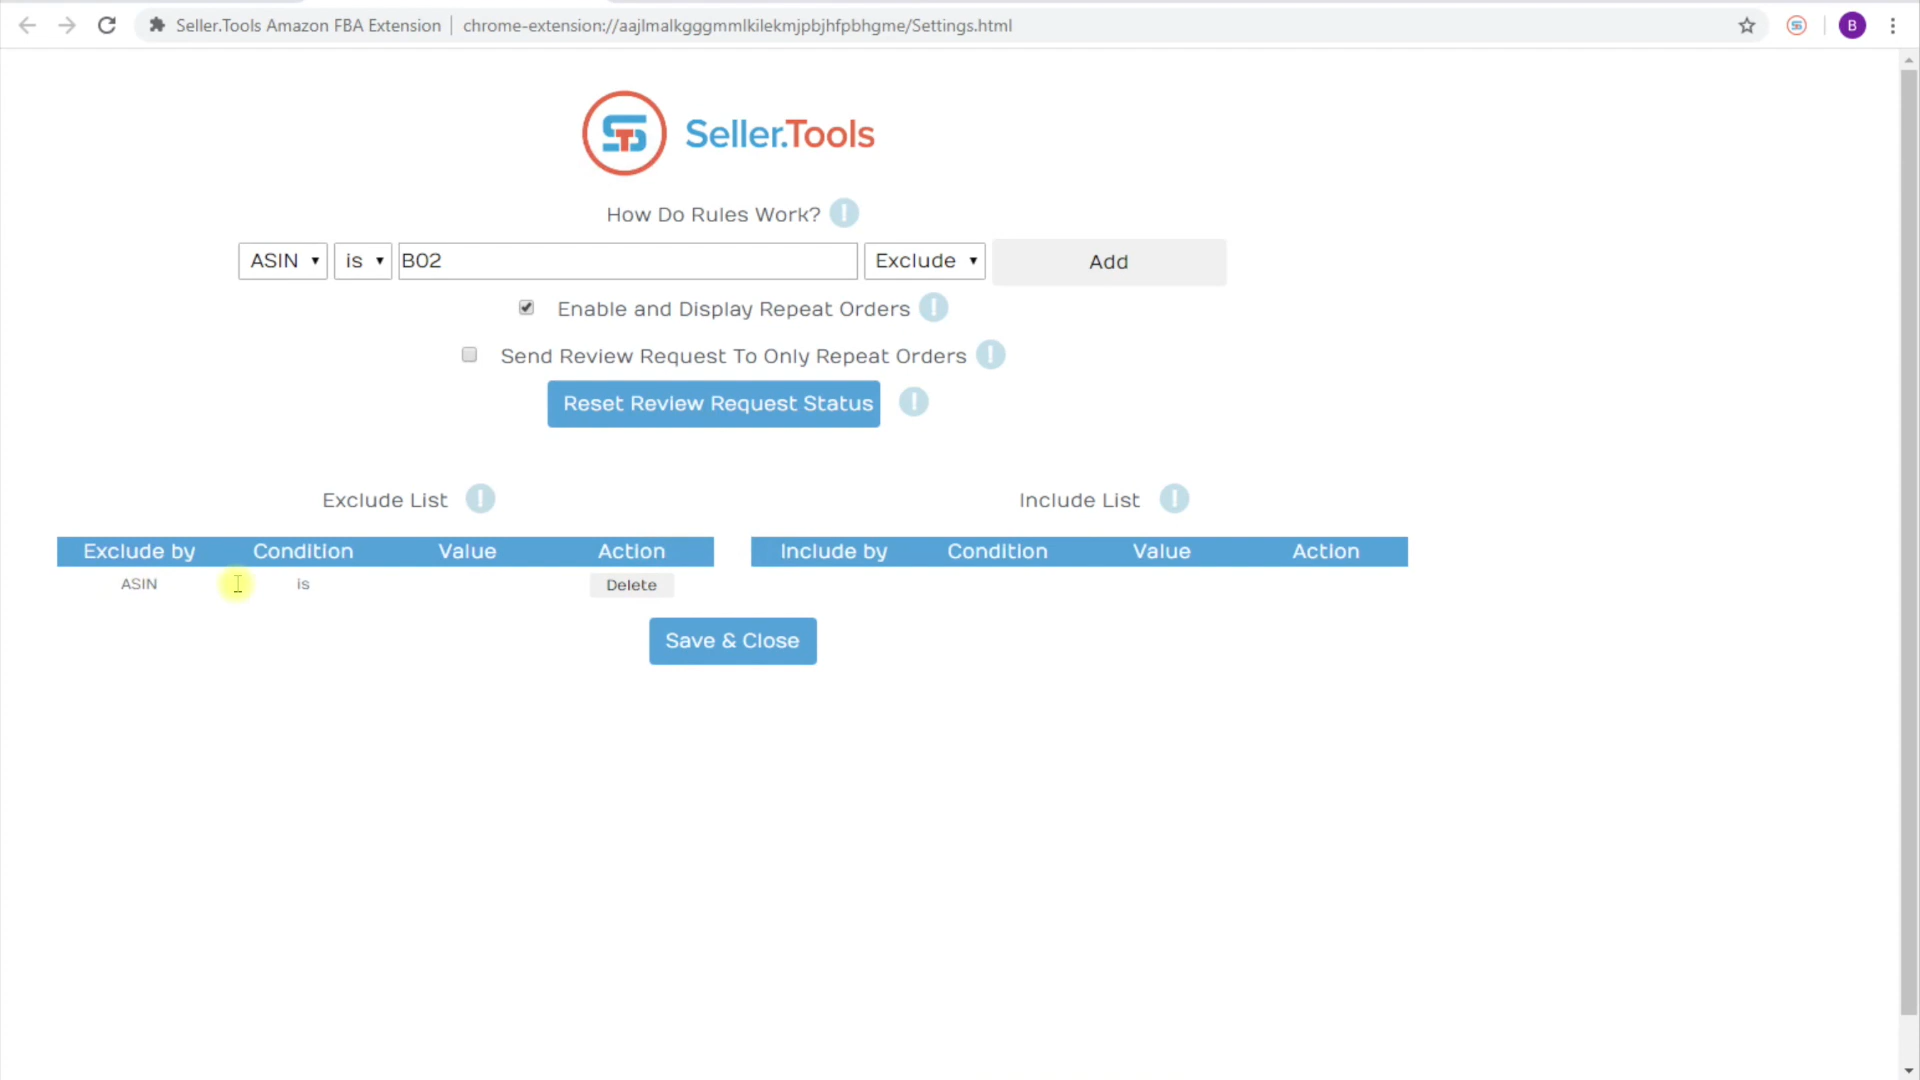 Seller.Tools Amazon FBA Extension | chrome-extension://aajlmalkgggmmlkilekmjpbjhfpbhgme/Settings.html B
Seller.Tools
How Do Rules Work? !
ASIN is B02 Exclude Add
Enable and Display Repeat Orders !
Send Review Request To Only Repeat Orders !
Reset Review Request Status !
Exclude List ! Include List !
Exclude by Condition Value Action Include by Condition Value Action
ASIN is Delete
Save & Close